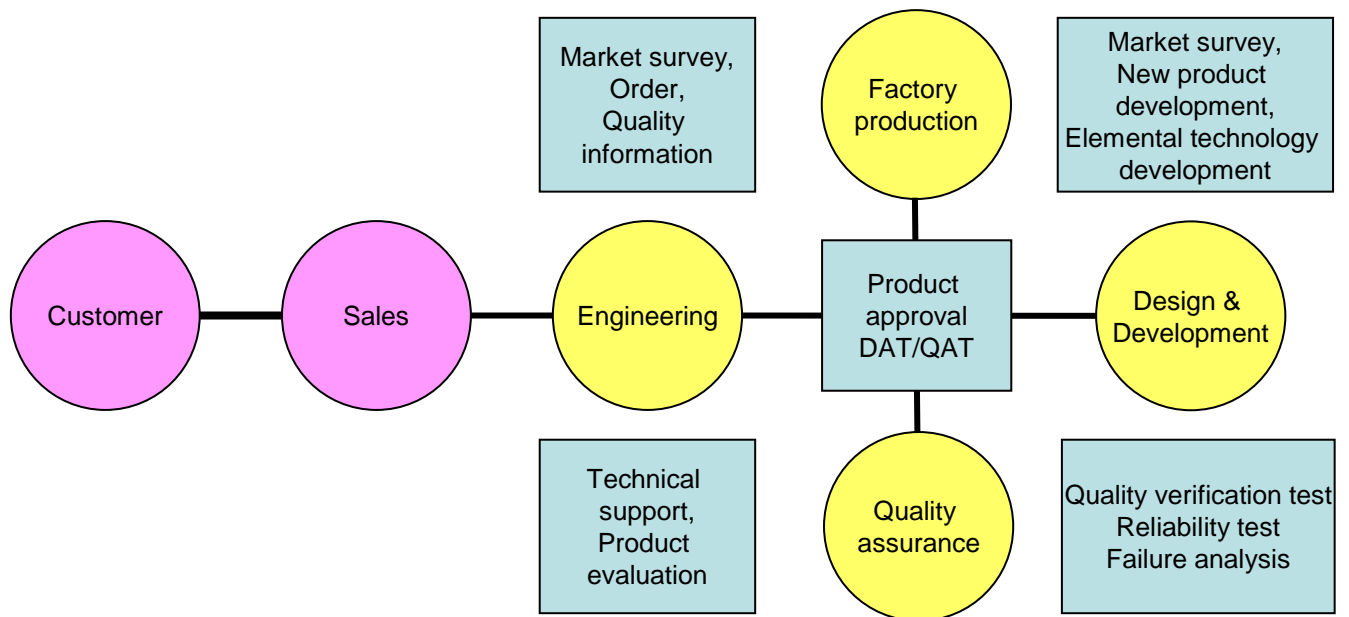 Market survey,
Order,
Quality
information
Factory
production
Market survey,
New product
development,
Elemental technology
development
Customer
Sales
Engineering
Product
approval
DAT/QAT
Design &
Development
Technical
support,
Product
evaluation
Quality
assurance
Quality verification test
Reliability test
Failure analysis